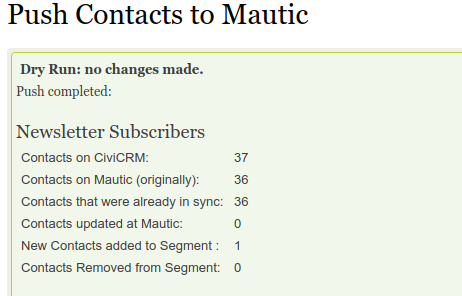 Push Contacts to Mautic
Dry Run: no changes made.
Push completed:
Newsletter Subscribers
Contacts on CiviCRM: 37
Contacts on Mautic (originally): 36
Contacts that were already in sync: 36
Contacts updated at Mautic: 0
New Contacts added to Segment : 1
Contacts Removed from Segment: 0